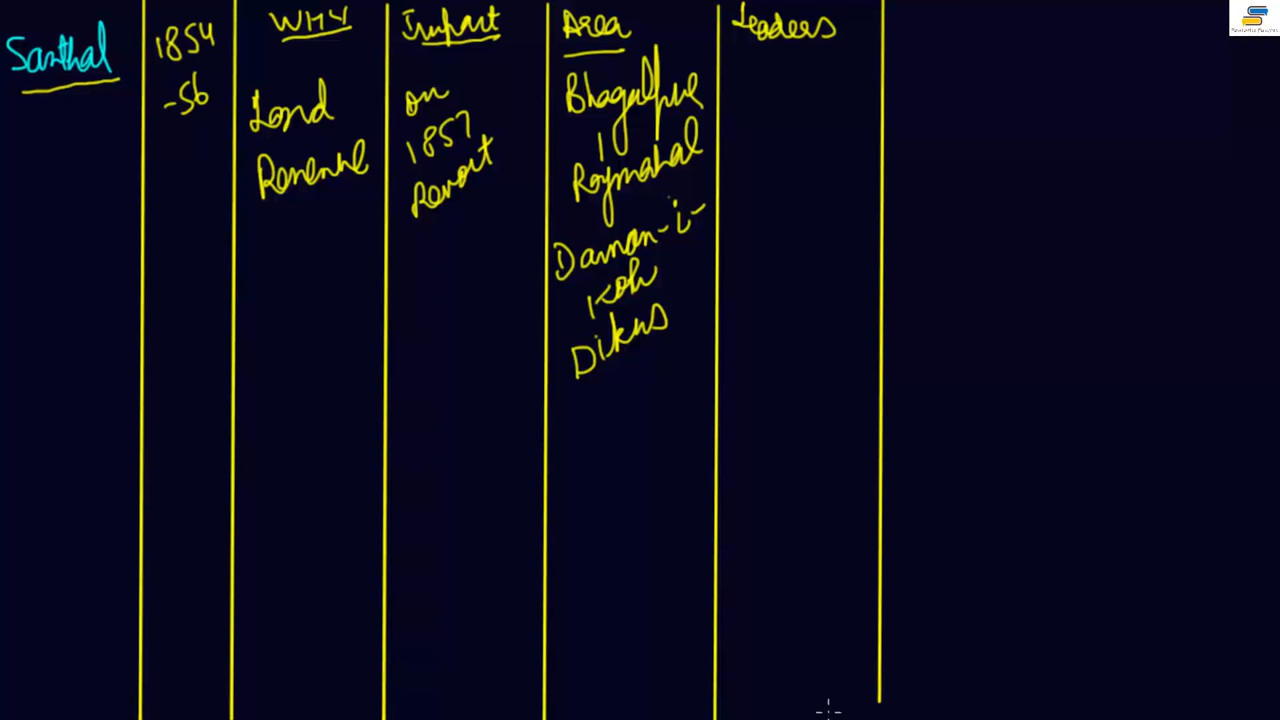 Santhal
1854
-56
WHY
Land
Revenue
Impact
on
1857
Revolt
Area
Bhagalpur
Rajmahal
Daman-i-
Koh
Dikus
Leaders